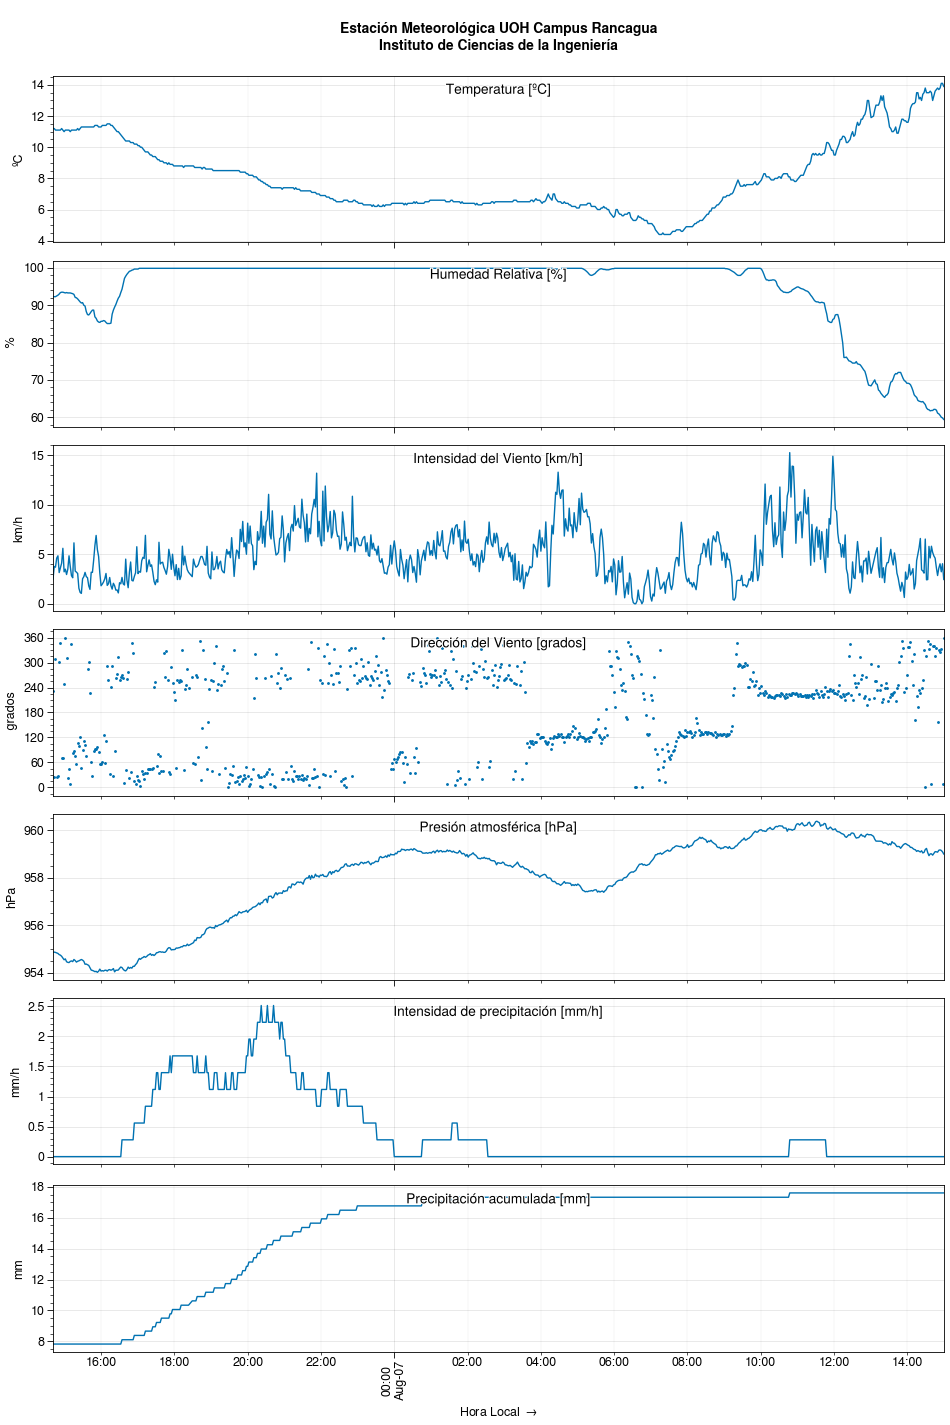 Estación Meteorológica UOH Campus Rancagua
Instituto de Ciencias de la Ingeniería
Temperatura [ºC]
ºC
14
12
10
8
6
4
Humedad Relativa [%]
%
100
90
80
70
60
Intensidad del Viento [km/h]
km/h
15
10
5
0
Dirección del Viento [grados]
grados
360
300
240
180
120
60
0
Presión atmosférica [hPa]
hPa
960
958
956
954
Intensidad de precipitación [mm/h]
mm/h
2.5
2
1.5
1
0.5
0
Precipitación acumulada [mm]
mm
18
16
14
12
10
8
16:00 18:00 20:00 22:00 00:00 02:00 04:00 06:00 08:00 10:00 12:00 14:00
Aug-07
Hora Local →